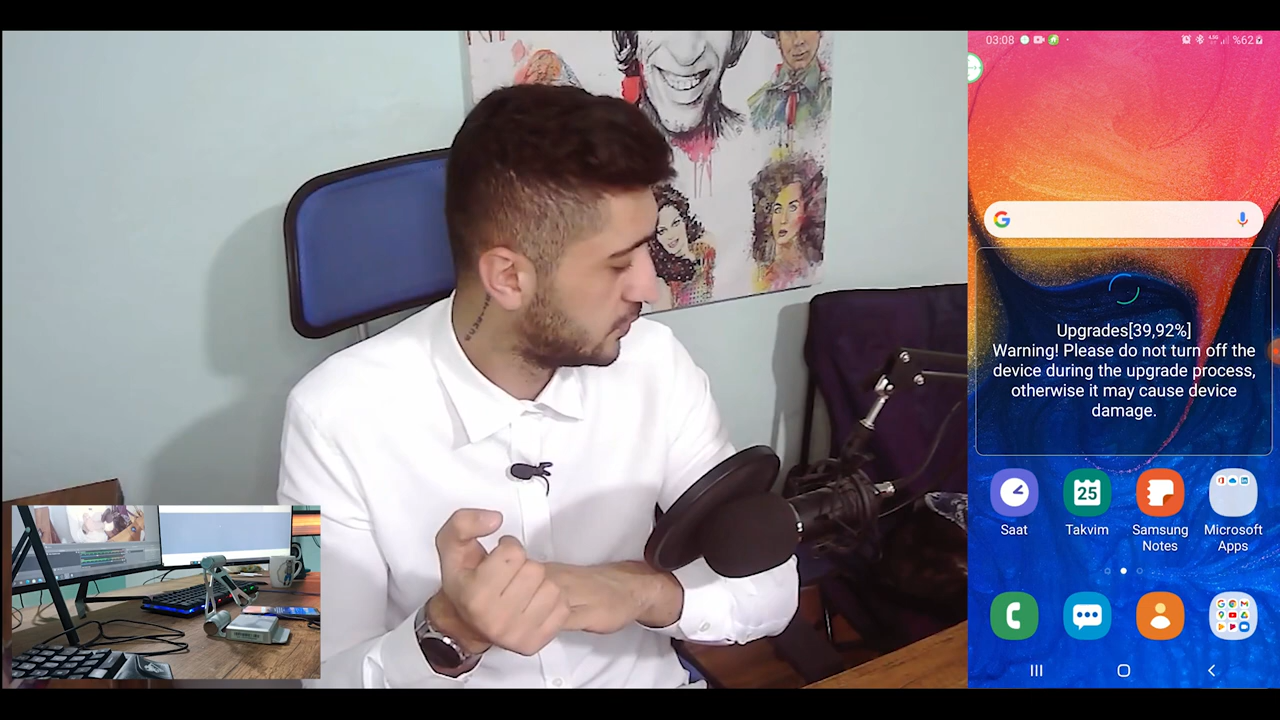 03:08
%62
Upgrades[39,92%]
Warning! Please do not turn off the
device during the upgrade process,
otherwise it may cause device
damage.
25
Saat
Takvim
Samsung
Notes
Microsoft
Apps